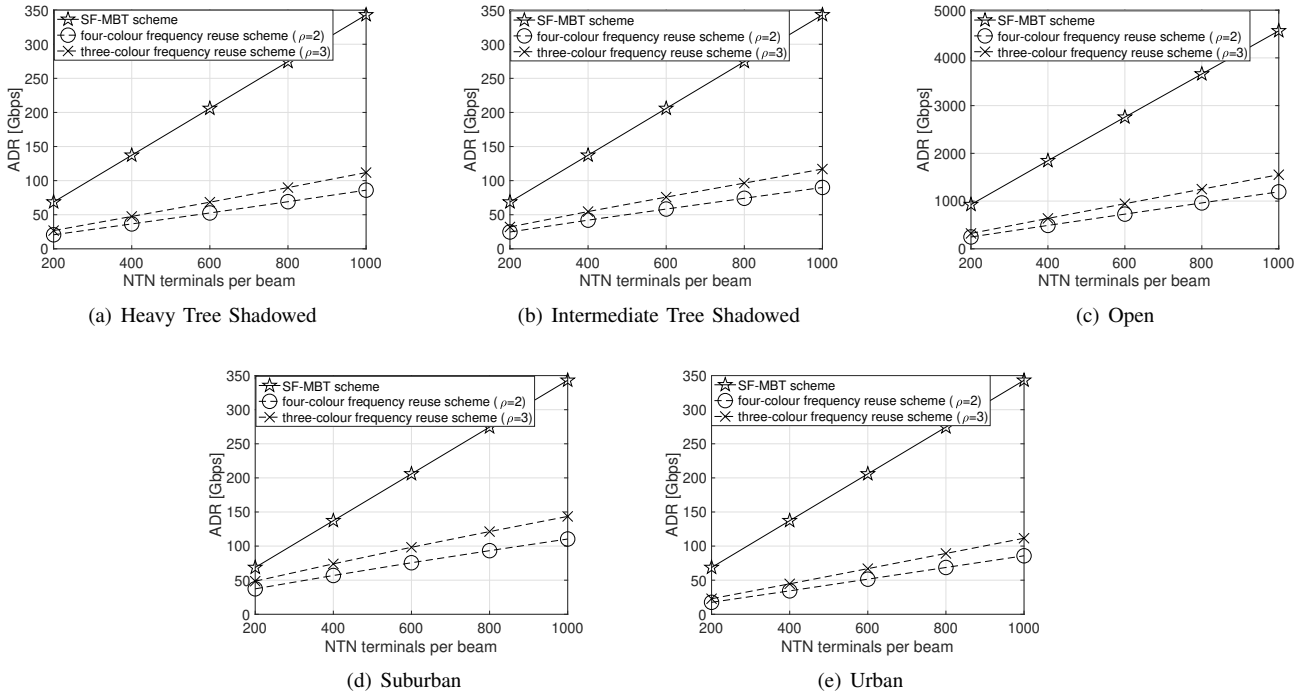 SF-MBT scheme
four-colour frequency reuse scheme (ρ=2)
three-colour frequency reuse scheme (ρ=3)
350
300
250
200
150
100
50
0
ADR [Gbps]
200 400 600 800 1000
NTN terminals per beam
(a) Heavy Tree Shadowed
SF-MBT scheme
four-colour frequency reuse scheme (ρ=2)
three-colour frequency reuse scheme (ρ=3)
350
300
250
200
150
100
50
0
ADR [Gbps]
200 400 600 800 1000
NTN terminals per beam
(b) Intermediate Tree Shadowed
SF-MBT scheme
four-colour frequency reuse scheme (ρ=2)
three-colour frequency reuse scheme (ρ=3)
5000
4000
3000
2000
1000
0
ADR [Gbps]
200 400 600 800 1000
NTN terminals per beam
(c) Open
SF-MBT scheme
four-colour frequency reuse scheme (ρ=2)
three-colour frequency reuse scheme (ρ=3)
350
300
250
200
150
100
50
0
ADR [Gbps]
200 400 600 800 1000
NTN terminals per beam
(d) Suburban
SF-MBT scheme
four-colour frequency reuse scheme (ρ=2)
three-colour frequency reuse scheme (ρ=3)
350
300
250
200
150
100
50
0
ADR [Gbps]
200 400 600 800 1000
NTN terminals per beam
(e) Urban